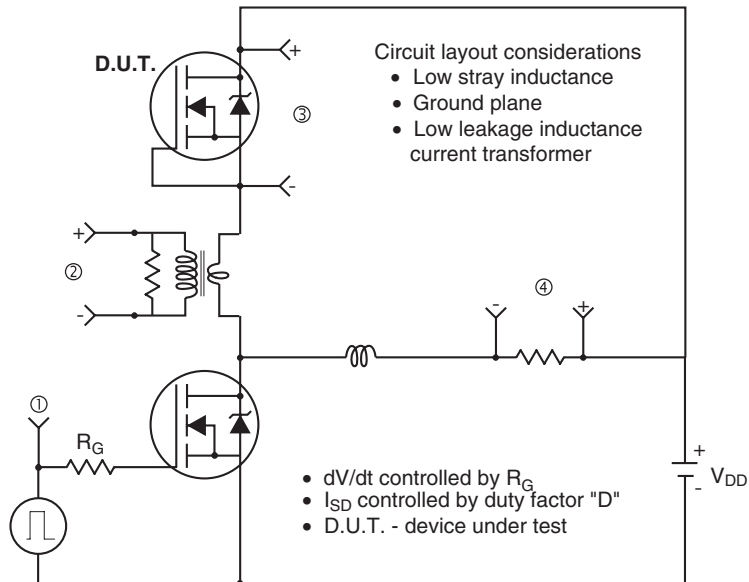 D.U.T.
+
③
-
Circuit layout considerations
• Low stray inductance
• Ground plane
• Low leakage inductance
current transformer
+
②
-
④
- +
①
R_G
+
V_DD
-
• dV/dt controlled by R_G
• I_SD controlled by duty factor "D"
• D.U.T. - device under test